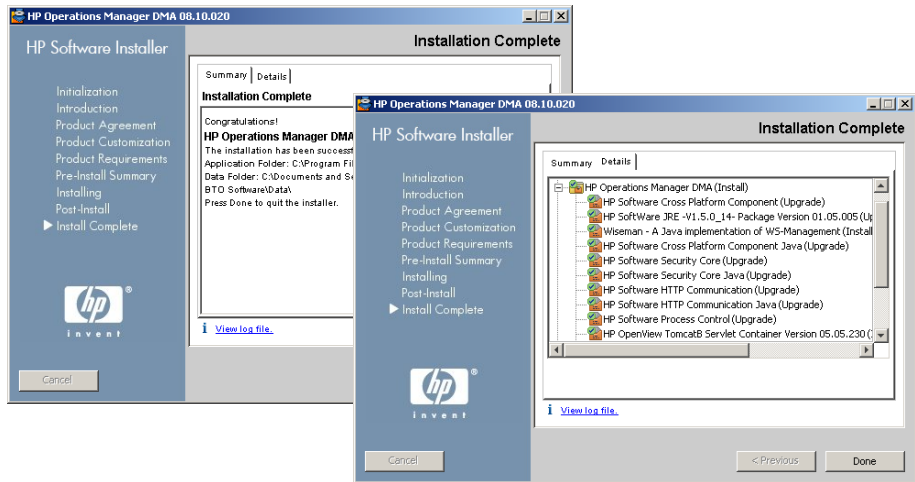 HP Operations Manager DMA 08.10.020
HP Software Installer
Installation Comp
Initialization
Introduction
Product Agreement
Product Customization
Product Requirements
Pre-Install Summary
Installing
Post-Install
Install Complete
hp
®
invent
Cancel
Summary
Details
Installation Complete
Congratulations!
HP Operations Manager DMA
The installation has been success
Application Folder: C:\Program Fil
Data Folder: C:\Documents and Se
BTO Software\Data\
Press Done to quit the installer.
i View log file.
HP Operations Manager DMA 08.10.020
HP Software Installer
Installation Complete
Initialization
Introduction
Product Agreement
Product Customization
Product Requirements
Pre-Install Summary
Installing
Post-Install
Install Complete
hp
®
invent
Cancel
Summary
Details
HP Operations Manager DMA (Install)
HP Software Cross Platform Component (Upgrade)
HP SoftWare JRE -V1.5.0_14- Package Version 01.05.005 (Up
Wiseman - A Java implementation of WS-Management (Install
HP Software Cross Platform Component Java (Upgrade)
HP Software Security Core (Upgrade)
HP Software Security Core Java (Upgrade)
HP Software HTTP Communication (Upgrade)
HP Software HTTP Communication Java (Upgrade)
HP Software Process Control (Upgrade)
HP OpenView TomcatB Servlet Container Version 05.05.230 (
i View log file.
< Previous
Done